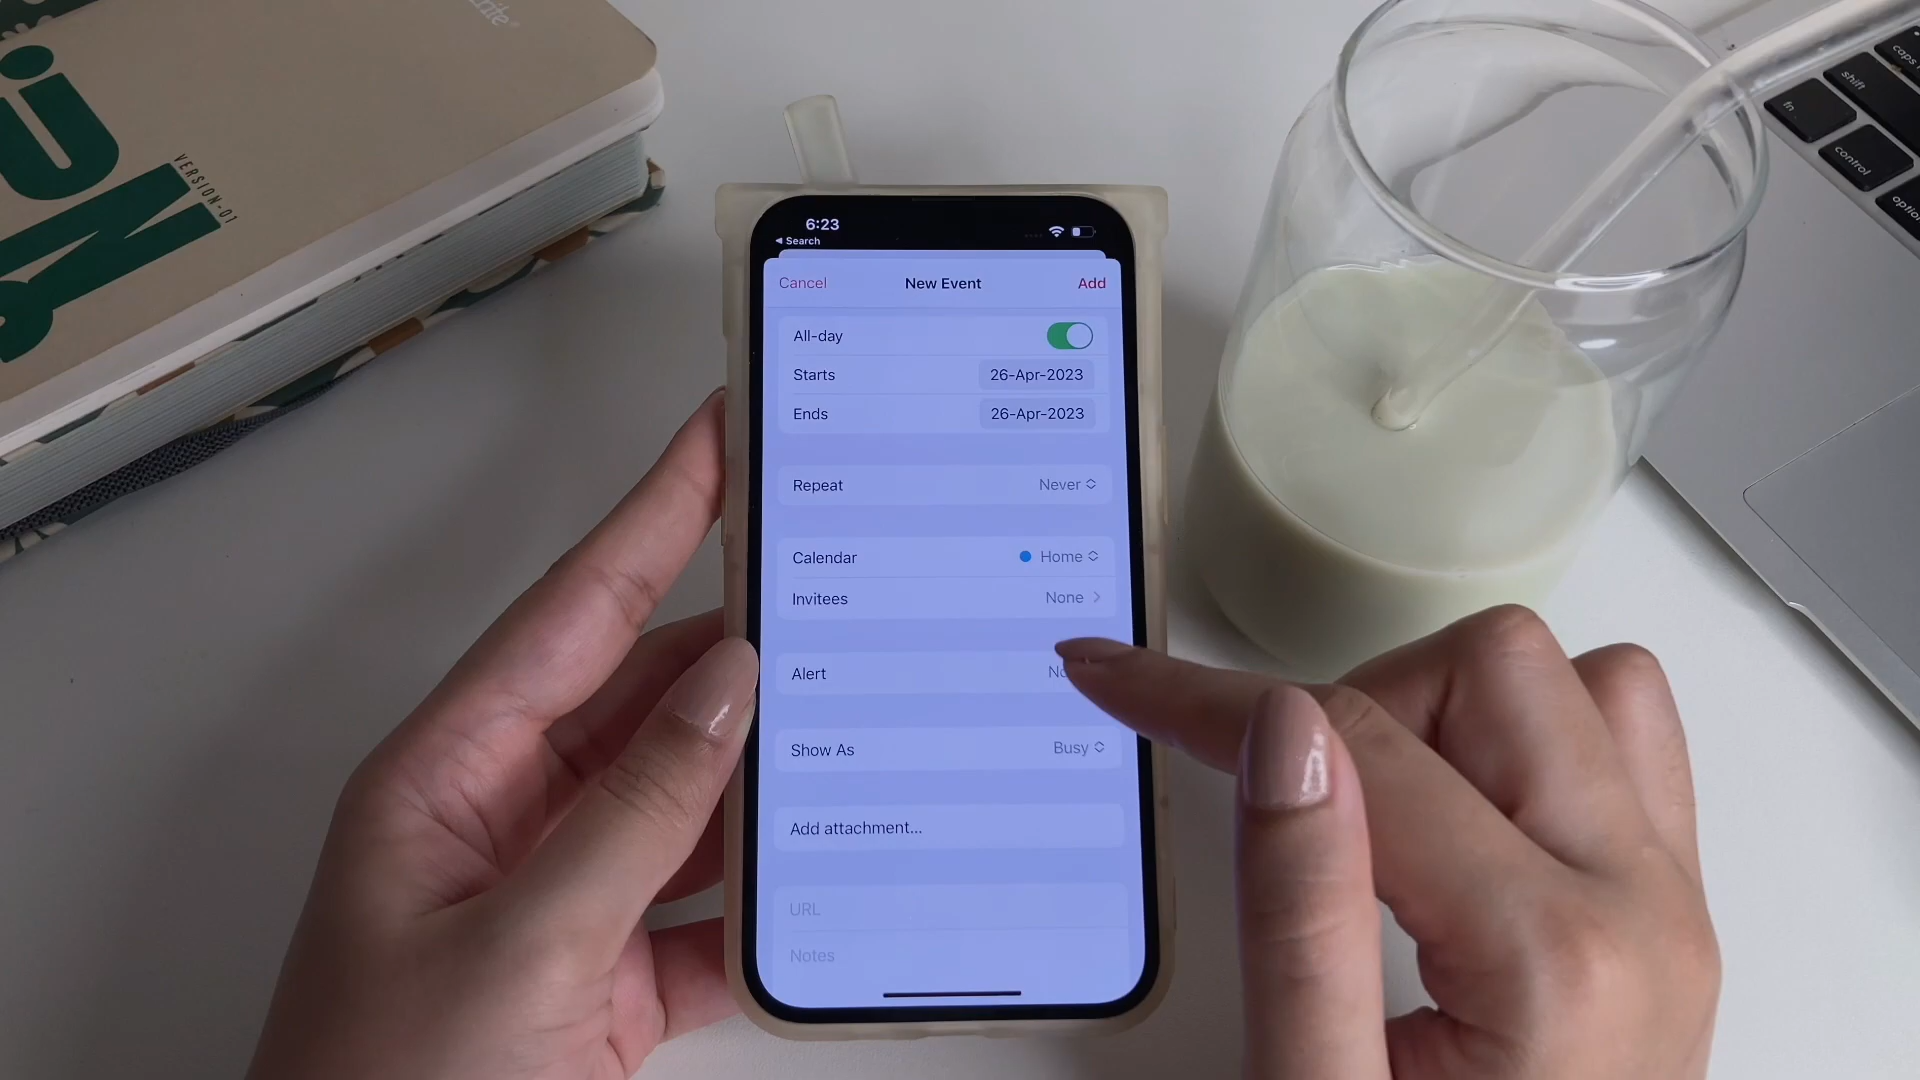 VERSION-01
6:23
Search
Cancel New Event Add
All-day
Starts 26-Apr-2023
Ends 26-Apr-2023
Repeat Never
Calendar Home
Invitees None
Alert
Show As Busy
Add attachment...
URL
Notes
fn
shift
control